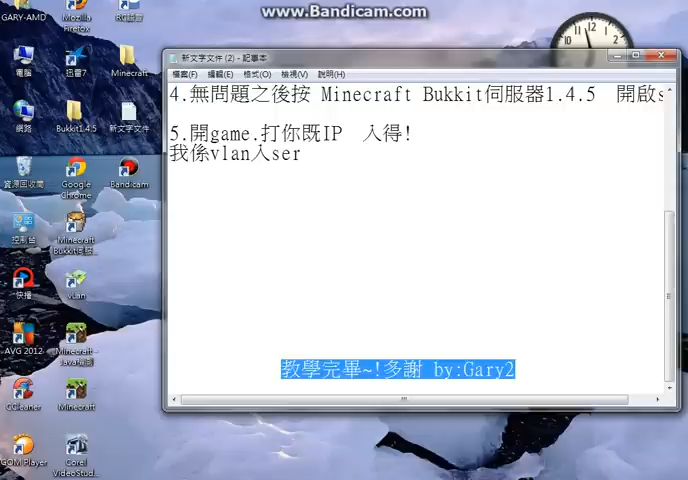 www.Bandicam.com
GARY-AMD
Mozilla Firefox
電腦
迅雷7
Minecraft
網路
Bukkit1.4.5
新文字文件
資源回收筒
Google Chrome
Bandicam
控制台
Minecraft
快播
vLan
AVG 2012
Minecraft -
CCleaner
Minecraft
GOM Player
Corel VideoStud...
新文字文件 (2) - 記事本
檔案(F) 編輯(E) 格式(O) 檢視(V) 說明(H)
4.無問題之後按 Minecraft Bukkit伺服器1.4.5 開啟s
5.開game.打你既IP 入得!
我係vlan入ser
教學完畢~!多謝 by:Gary2